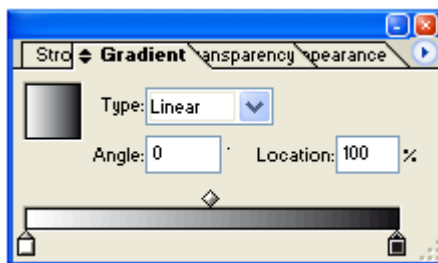 Stro Gradient ansparency pearance
Type: Linear
Angle: 0 ° Location: 100 %